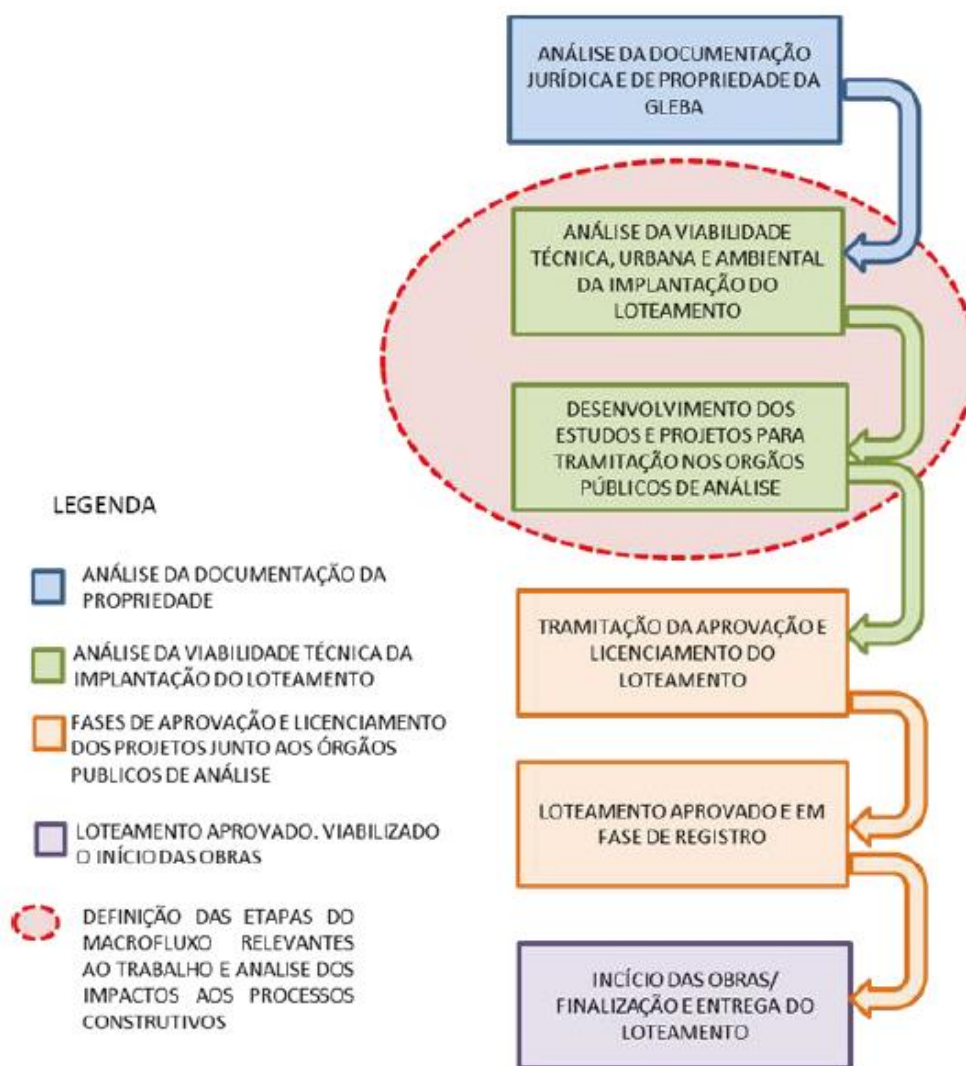 ANÁLISE DA DOCUMENTAÇÃO
JURÍDICA E DE PROPRIEDADE DA
GLEBA
ANÁLISE DA VIABILIDADE
TÉCNICA, URBANA E AMBIENTAL
DA IMPLANTAÇÃO DO
LOTEAMENTO
DESENVOLVIMENTO DOS
ESTUDOS E PROJETOS PARA
TRAMITAÇÃO NOS ORGÃOS
PÚBLICOS DE ANÁLISE
TRAMITAÇÃO DA APROVAÇÃO E
LICENCIAMENTO DO
LOTEAMENTO
LOTEAMENTO APROVADO E EM
FASE DE REGISTRO
INCÍCIO DAS OBRAS/
FINALIZAÇÃO E ENTREGA DO
LOTEAMENTO
LEGENDA
ANÁLISE DA DOCUMENTAÇÃO DA
PROPRIEDADE
ANÁLISE DA VIABILIDADE TÉCNICA DA
IMPLANTAÇÃO DO LOTEAMENTO
FASES DE APROVAÇÃO E LICENCIAMENTO
DOS PROJETOS JUNTO AOS ÓRGÃOS
PUBLICOS DE ANÁLISE
LOTEAMENTO APROVADO. VIABILIZADO
O INÍCIO DAS OBRAS
DEFINIÇÃO DAS ETAPAS DO
MACROFLUXO RELEVANTES
AO TRABALHO E ANALISE DOS
IMPACTOS AOS PROCESSOS
CONSTRUTIVOS